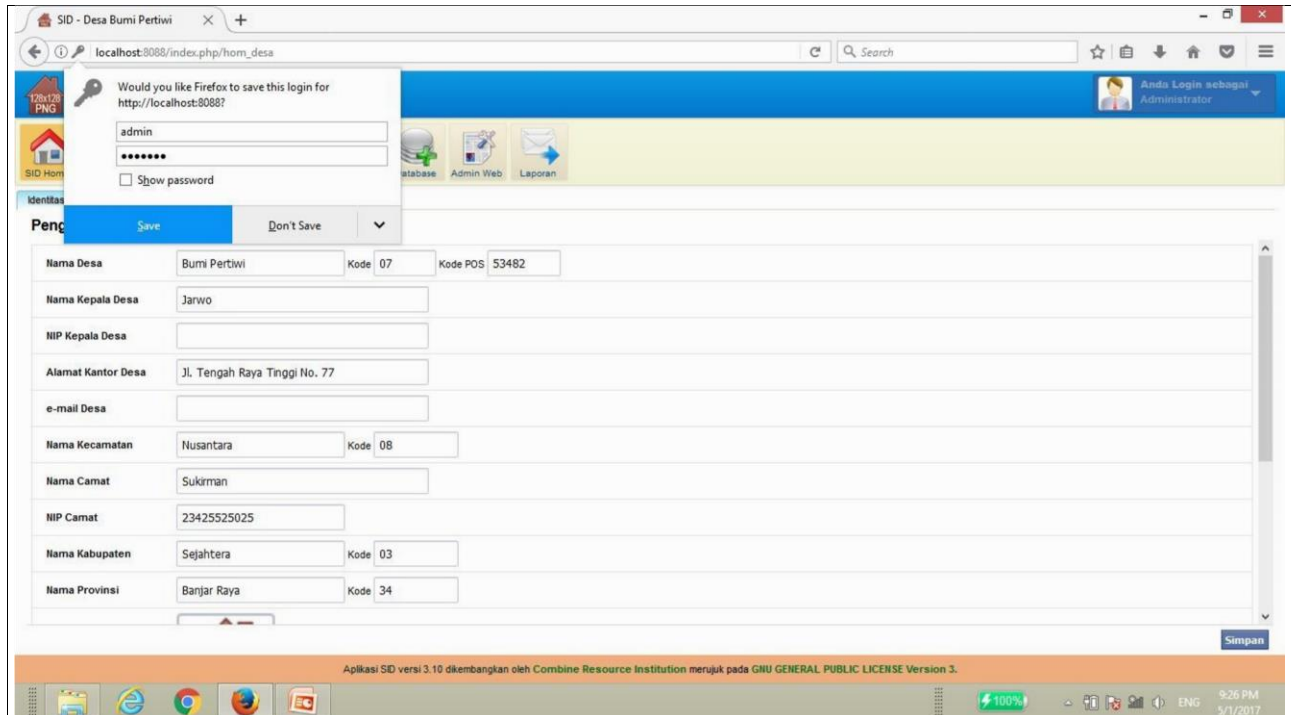 SID - Desa Bumi Pertiwi
localhost:8088/index.php/hom_desa
Search
Would you like Firefox to save this login for
http://localhost:8088?
admin
•••••••
Show password
Save
Don't Save
128x128
PNG
Anda Login sebagai
Administrator
SID Hom
atabase
Admin Web
Laporan
Identitas
Peng
Nama Desa Bumi Pertiwi Kode 07 Kode POS 53482
Nama Kepala Desa Jarwo
NIP Kepala Desa
Alamat Kantor Desa Jl. Tengah Raya Tinggi No. 77
e-mail Desa
Nama Kecamatan Nusantara Kode 08
Nama Camat Sukirman
NIP Camat 23425525025
Nama Kabupaten Sejahtera Kode 03
Nama Provinsi Banjar Raya Kode 34
Simpan
Aplikasi SID versi 3.10 dikembangkan oleh Combine Resource Institution merujuk pada GNU GENERAL PUBLIC LICENSE Version 3.
100%
ENG
9:26 PM
5/1/2017